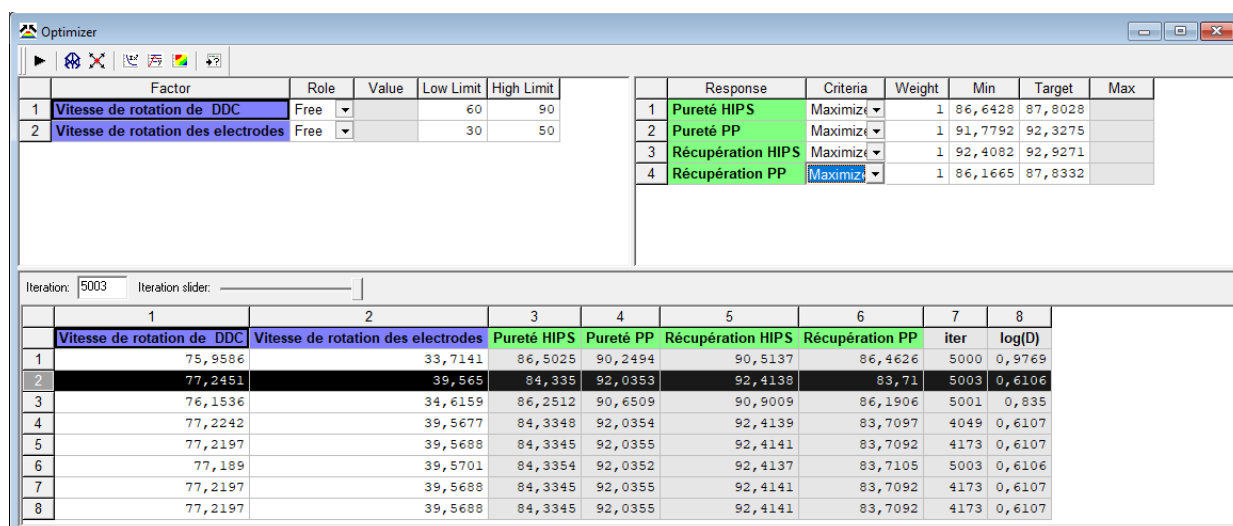 Optimizer
Factor Role Value Low Limit High Limit
1 Vitesse de rotation de DDC Free 60 90
2 Vitesse de rotation des electrodes Free 30 50
Response Criteria Weight Min Target Max
1 Pureté HIPS Maximize 1 86,6428 87,8028
2 Pureté PP Maximize 1 91,7792 92,3275
3 Récupération HIPS Maximize 1 92,4082 92,9271
4 Récupération PP Maximize 1 86,1665 87,8332
Iteration: 5003 Iteration slider:
1 2 3 4 5 6 7 8
Vitesse de rotation de DDC Vitesse de rotation des electrodes Pureté HIPS Pureté PP Récupération HIPS Récupération PP iter log(D)
1 75,9586 33,7141 86,5025 90,2494 90,5137 86,4626 5000 0,9769
2 77,2451 39,565 84,335 92,0353 92,4138 83,71 5003 0,6106
3 76,1536 34,6159 86,2512 90,6509 90,9009 86,1906 5001 0,835
4 77,2242 39,5677 84,3348 92,0354 92,4139 83,7097 4049 0,6107
5 77,2197 39,5688 84,3345 92,0355 92,4141 83,7092 4173 0,6107
6 77,189 39,5701 84,3354 92,0352 92,4137 83,7105 5003 0,6106
7 77,2197 39,5688 84,3345 92,0355 92,4141 83,7092 4173 0,6107
8 77,2197 39,5688 84,3345 92,0355 92,4141 83,7092 4173 0,6107